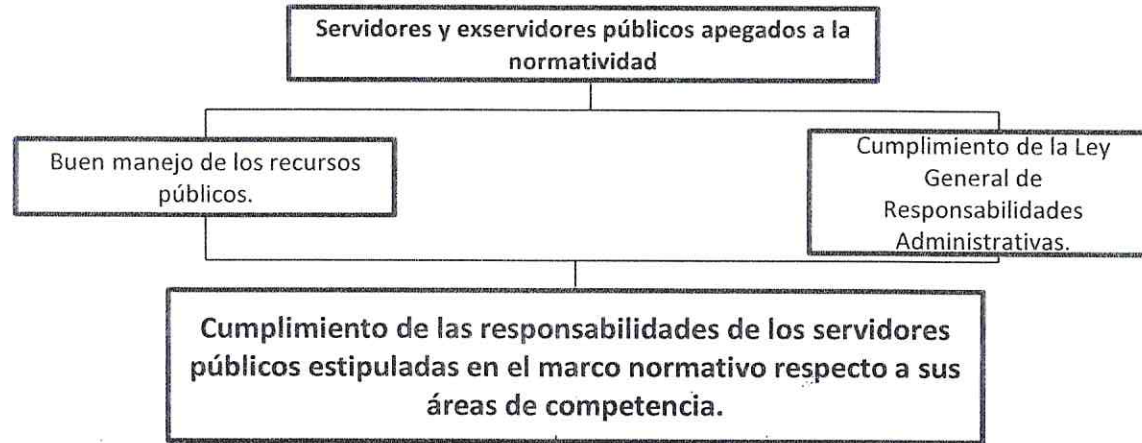 Servidores y exservidores públicos apegados a la
normatividad
Buen manejo de los recursos
públicos.
Cumplimiento de la Ley
General de
Responsabilidades
Administrativas.
Cumplimiento de las responsabilidades de los servidores
públicos estipuladas en el marco normativo respecto a sus
áreas de competencia.